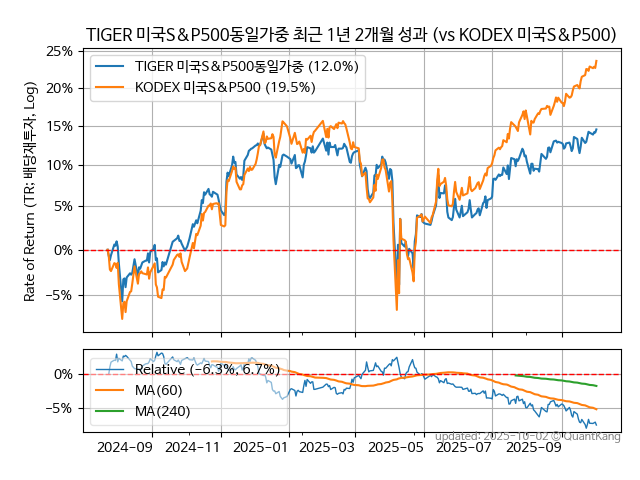 TIGER 미국S&P500동일가중 최근 1년 2개월 성과 (vs KODEX 미국S&P500)
25%
20%
15%
10%
5%
0%
−5%
Rate of Return (TR: 배당재투자, Log)
TIGER 미국S&P500동일가중 (12.0%)
KODEX 미국S&P500 (19.5%)
0%
−5%
Relative (−6.3%, 6.7%)
MA(60)
MA(240)
updated: 2025-10-02 © QuantKang
2024-09 2024-11 2025-01 2025-03 2025-05 2025-07 2025-09